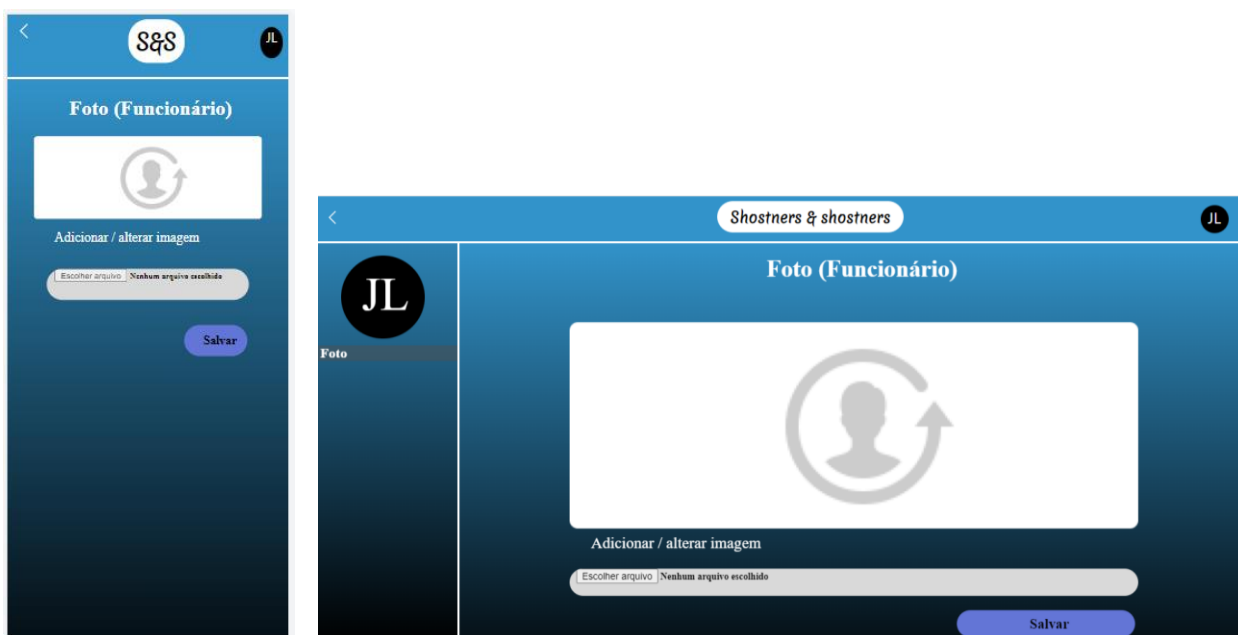 S&S
JL
Foto (Funcionário)
Adicionar / alterar imagem
Escolher arquivo Nenhum arquivo escolhido
Salvar
Shostners & shostners
JL
JL
Foto
Foto (Funcionário)
Adicionar / alterar imagem
Escolher arquivo Nenhum arquivo escolhido
Salvar